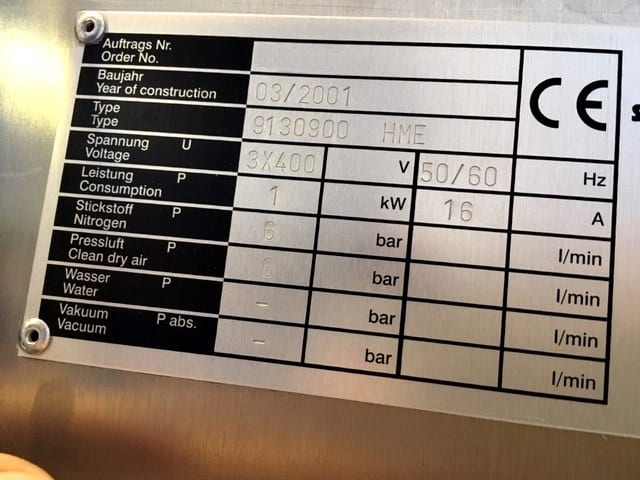 Auftrags Nr.
Order No.
Baujahr
Year of construction 03/2001
Type
Type 9130900 HME
CE
Spannung U
Voltage 3X400 V 50/60 Hz
Leistung P
Consumption 1 kW 16 A
Stickstoff P
Nitrogen 6 bar l/min
Pressluft P
Clean dry air 6 bar l/min
Wasser P
Water - bar l/min
Vakuum P abs.
Vacuum - bar l/min